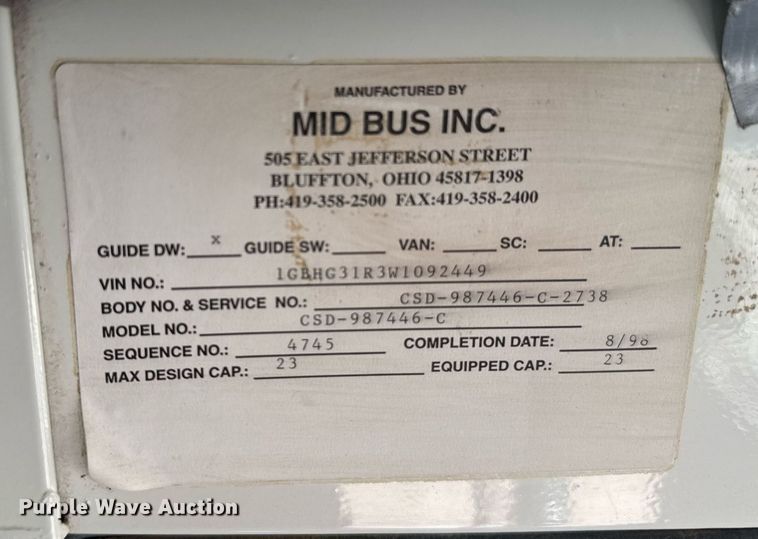 MANUFACTURED BY
MID BUS INC.
505 EAST JEFFERSON STREET
BLUFFTON, OHIO 45817-1398
PH:419-358-2500 FAX:419-358-2400
GUIDE DW: x GUIDE SW: VAN: SC: AT:
VIN NO.: 1GBHG31R3W1092449
BODY NO. & SERVICE NO.: CSD-987446-C-2738
MODEL NO.: CSD-987446-C
SEQUENCE NO.: 4745 COMPLETION DATE: 8/98
MAX DESIGN CAP.: 23 EQUIPPED CAP.: 23
Purple Wave Auction